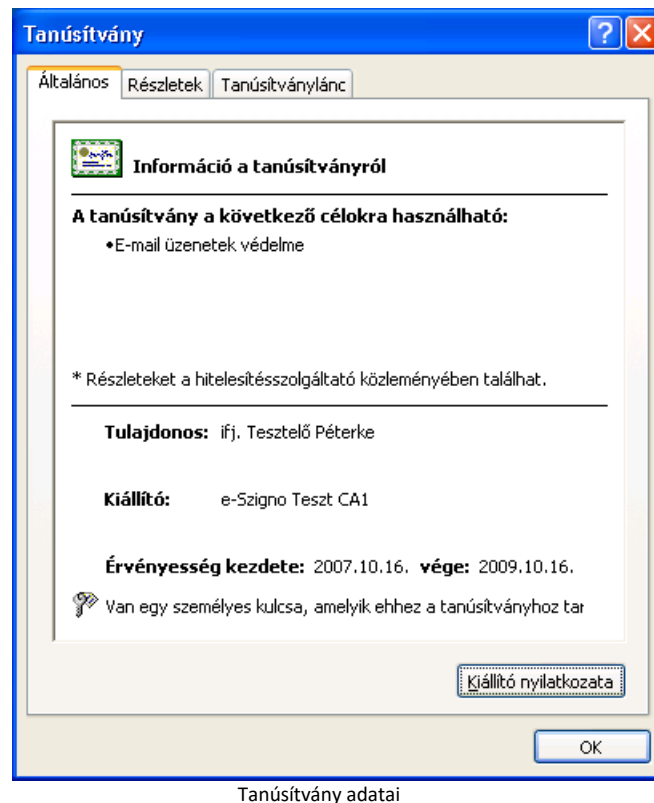 Tanúsítvány
Általános Részletek Tanúsítványlánc
Információ a tanúsítványról
A tanúsítvány a következő célokra használható:
•E-mail üzenetek védelme
* Részleteket a hitelesítésszolgáltató közleményében találhat.
Tulajdonos: ifj. Tesztelő Péterke
Kiállító: e-Szigno Teszt CA1
Érvényesség kezdete: 2007.10.16. vége: 2009.10.16.
Van egy személyes kulcsa, amelyik ehhez a tanúsítványhoz tar
Kiállító nyilatkozata
OK
Tanúsítvány adatai